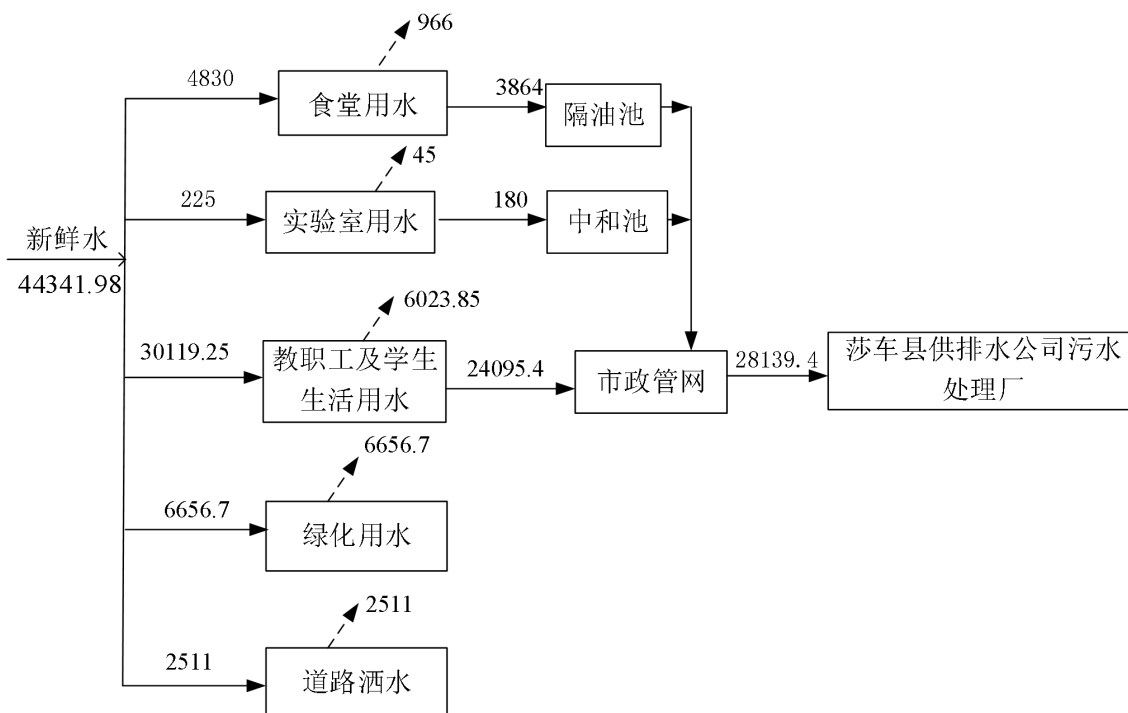 966
4830
食堂用水
3864
隔油池
45
225
实验室用水
180
中和池
新鲜水
44341.98
6023.85
30119.25
教职工及学生
生活用水
24095.4
市政管网
28139.4
莎车县供排水公司污水
处理厂
6656.7
6656.7
绿化用水
2511
2511
道路洒水